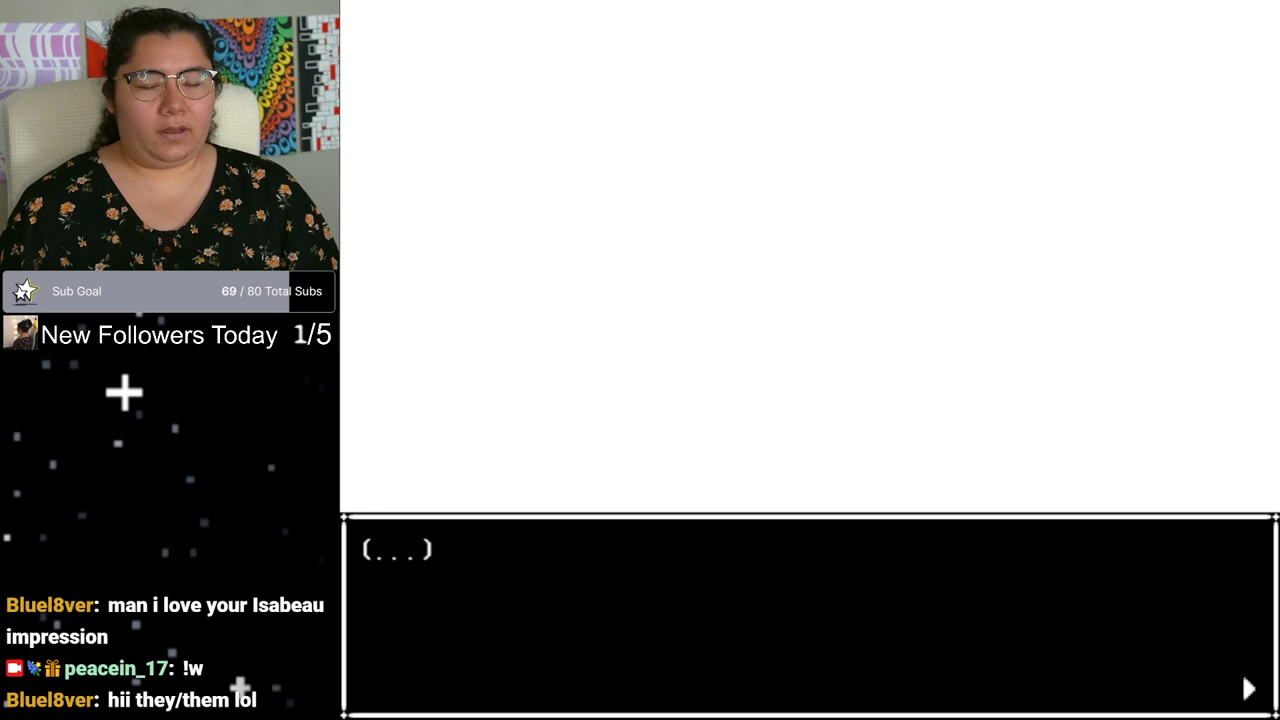 Sub Goal 69 / 80 Total Subs
New Followers Today 1/5
(...)
Bluel8ver: man i love your Isabeau
impression
peacein_17: !w
Bluel8ver: hii they/them lol